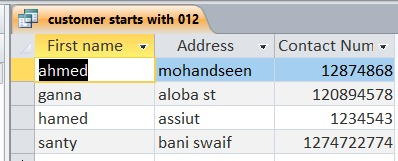 customer starts with 012
First name Address Contact Num
ahmed mohandseen 12874868
ganna aloba st 120894578
hamed assiut 1234543
santy bani swaif 1274722774